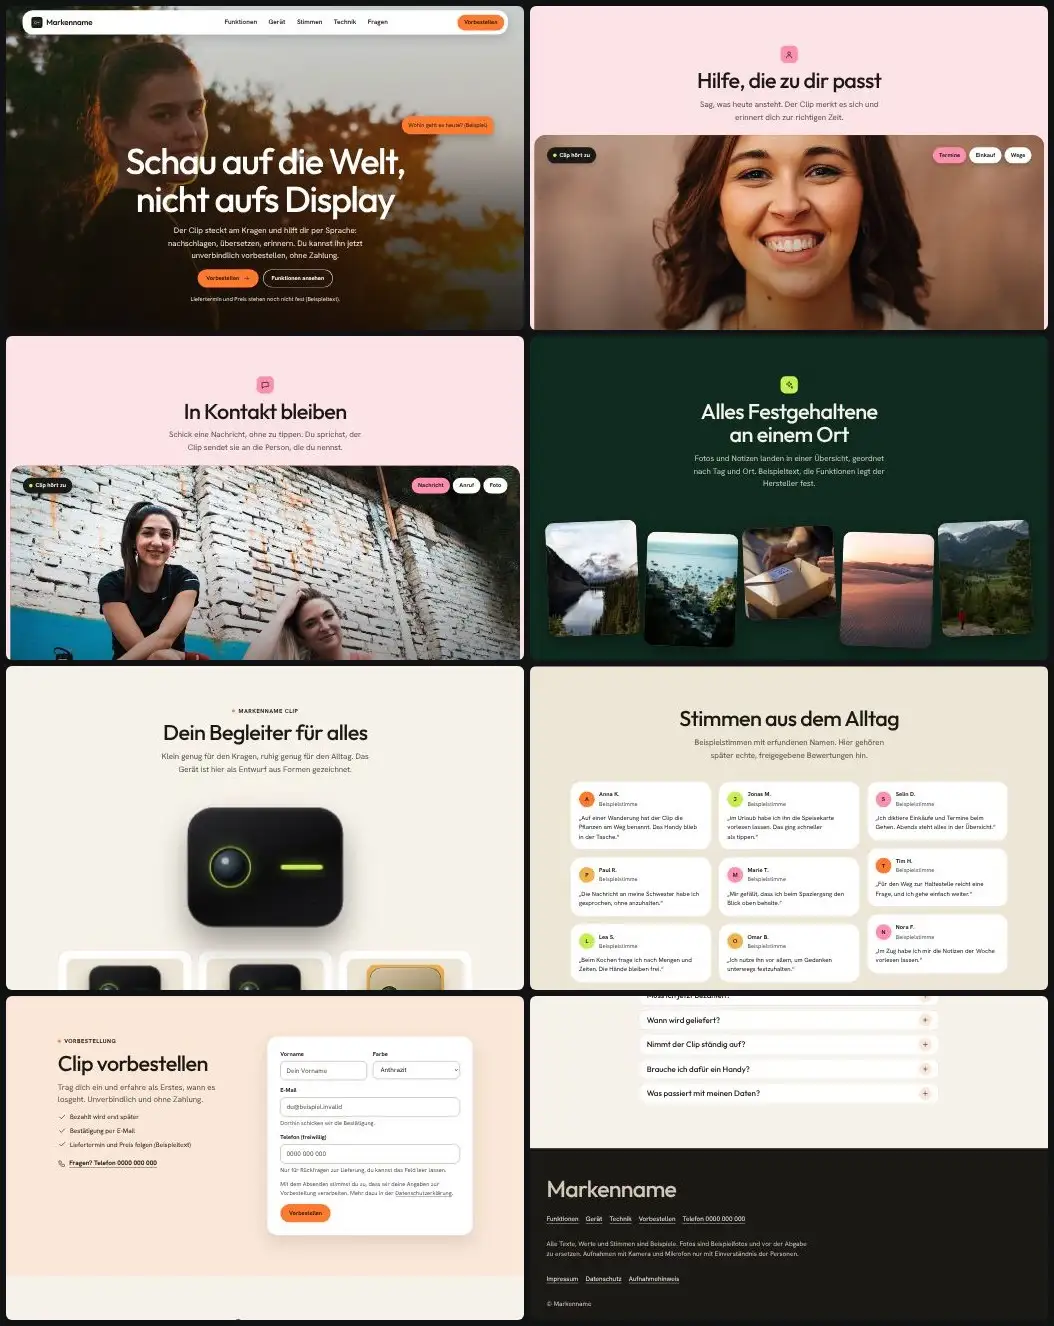 Markenname
Funktionen
Gerät
Stimmen
Technik
Fragen
Vorbestellen
Wohin geht es heute? (Beispiel)
Schau auf die Welt,
nicht aufs Display
Der Clip steckt am Kragen und hilft dir per Sprache:
nachschlagen, übersetzen, erinnern. Du kannst ihn jetzt
unverbindlich vorbestellen, ohne Zahlung.
Vorbestellen →
Funktionen ansehen
Liefertermin und Preis stehen noch nicht fest (Beispieltext).
Hilfe, die zu dir passt
Sag, was heute ansteht. Der Clip merkt es sich und
erinnert dich zur richtigen Zeit.
Clip hört zu
Termine
Einkauf
Wege
In Kontakt bleiben
Schick eine Nachricht, ohne zu tippen. Du sprichst, der
Clip sendet sie an die Person, die du nennst.
Clip hört zu
Nachricht
Anruf
Foto
Alles Festgehaltene
an einem Ort
Fotos und Notizen landen in einer Übersicht, geordnet
nach Tag und Ort. Beispieltext, die Funktionen legt der
Hersteller fest.
MARKENNAME CLIP
Dein Begleiter für alles
Klein genug für den Kragen, ruhig genug für den Alltag. Das
Gerät ist hier als Entwurf aus Formen gezeichnet.
Stimmen aus dem Alltag
Beispielstimmen mit erfundenen Namen. Hier gehören
später echte, freigegebene Bewertungen hin.
A
Anna K.
Beispielstimme
„Auf einer Wanderung hat der Clip die
Pflanzen am Weg benannt. Das Handy blieb
in der Tasche.“
P
Paul R.
Beispielstimme
„Die Nachricht an meine Schwester habe ich
gesprochen, ohne anzuhalten.“
L
Lea S.
Beispielstimme
„Beim Kochen frage ich nach Mengen und
Zeiten. Die Hände bleiben frei.“
J
Jonas M.
Beispielstimme
„Im Urlaub habe ich ihn die Speisekarte
vorlesen lassen. Das ging schneller
als tippen.“
M
Marie T.
Beispielstimme
„Mir gefällt, dass ich beim Spaziergang den
Blick oben behalte.“
O
Omar B.
Beispielstimme
„Ich nutze ihn vor allem, um Gedanken
unterwegs festzuhalten.“
S
Selin D.
Beispielstimme
„Ich diktiere Einkäufe und Termine beim
Gehen. Abends steht alles in der Übersicht.“
T
Tim H.
Beispielstimme
„Für den Weg zur Haltestelle reicht eine
Frage, und ich gehe einfach weiter.“
N
Nora F.
Beispielstimme
„Im Zug habe ich mir die Notizen der Woche
vorlesen lassen.“
VORBESTELLUNG
Clip vorbestellen
Trag dich ein und erfahre als Erstes, wann es
losgeht. Unverbindlich und ohne Zahlung.
Bezahlt wird erst später
Bestätigung per E-Mail
Liefertermin und Preis folgen (Beispieltext)
Fragen? Telefon 0000 000 000
Vorname
Dein Vorname
Farbe
Anthrazit
E-Mail
du@beispiel.invalid
Dorthin schicken wir die Bestätigung.
Telefon (freiwillig)
0000 000 000
Nur für Rückfragen zur Lieferung, du kannst das Feld leer lassen.
Mit dem Absenden stimmst du zu, dass wir deine Angaben zur
Vorbestellung verarbeiten. Mehr dazu in der Datenschutzerklärung.
Vorbestellen
Muss ich jetzt bezahlen?
Wann wird geliefert?
Nimmt der Clip ständig auf?
Brauche ich dafür ein Handy?
Was passiert mit meinen Daten?
Markenname
Funktionen
Gerät
Technik
Vorbestellen
Telefon 0000 000 000
Alle Texte, Werte und Stimmen sind Beispiele. Fotos sind Beispielfotos und vor der Abgabe
zu ersetzen. Aufnahmen mit Kamera und Mikrofon nur mit Einverständnis der Personen.
Impressum
Datenschutz
Aufnahmehinweis
© Markenname